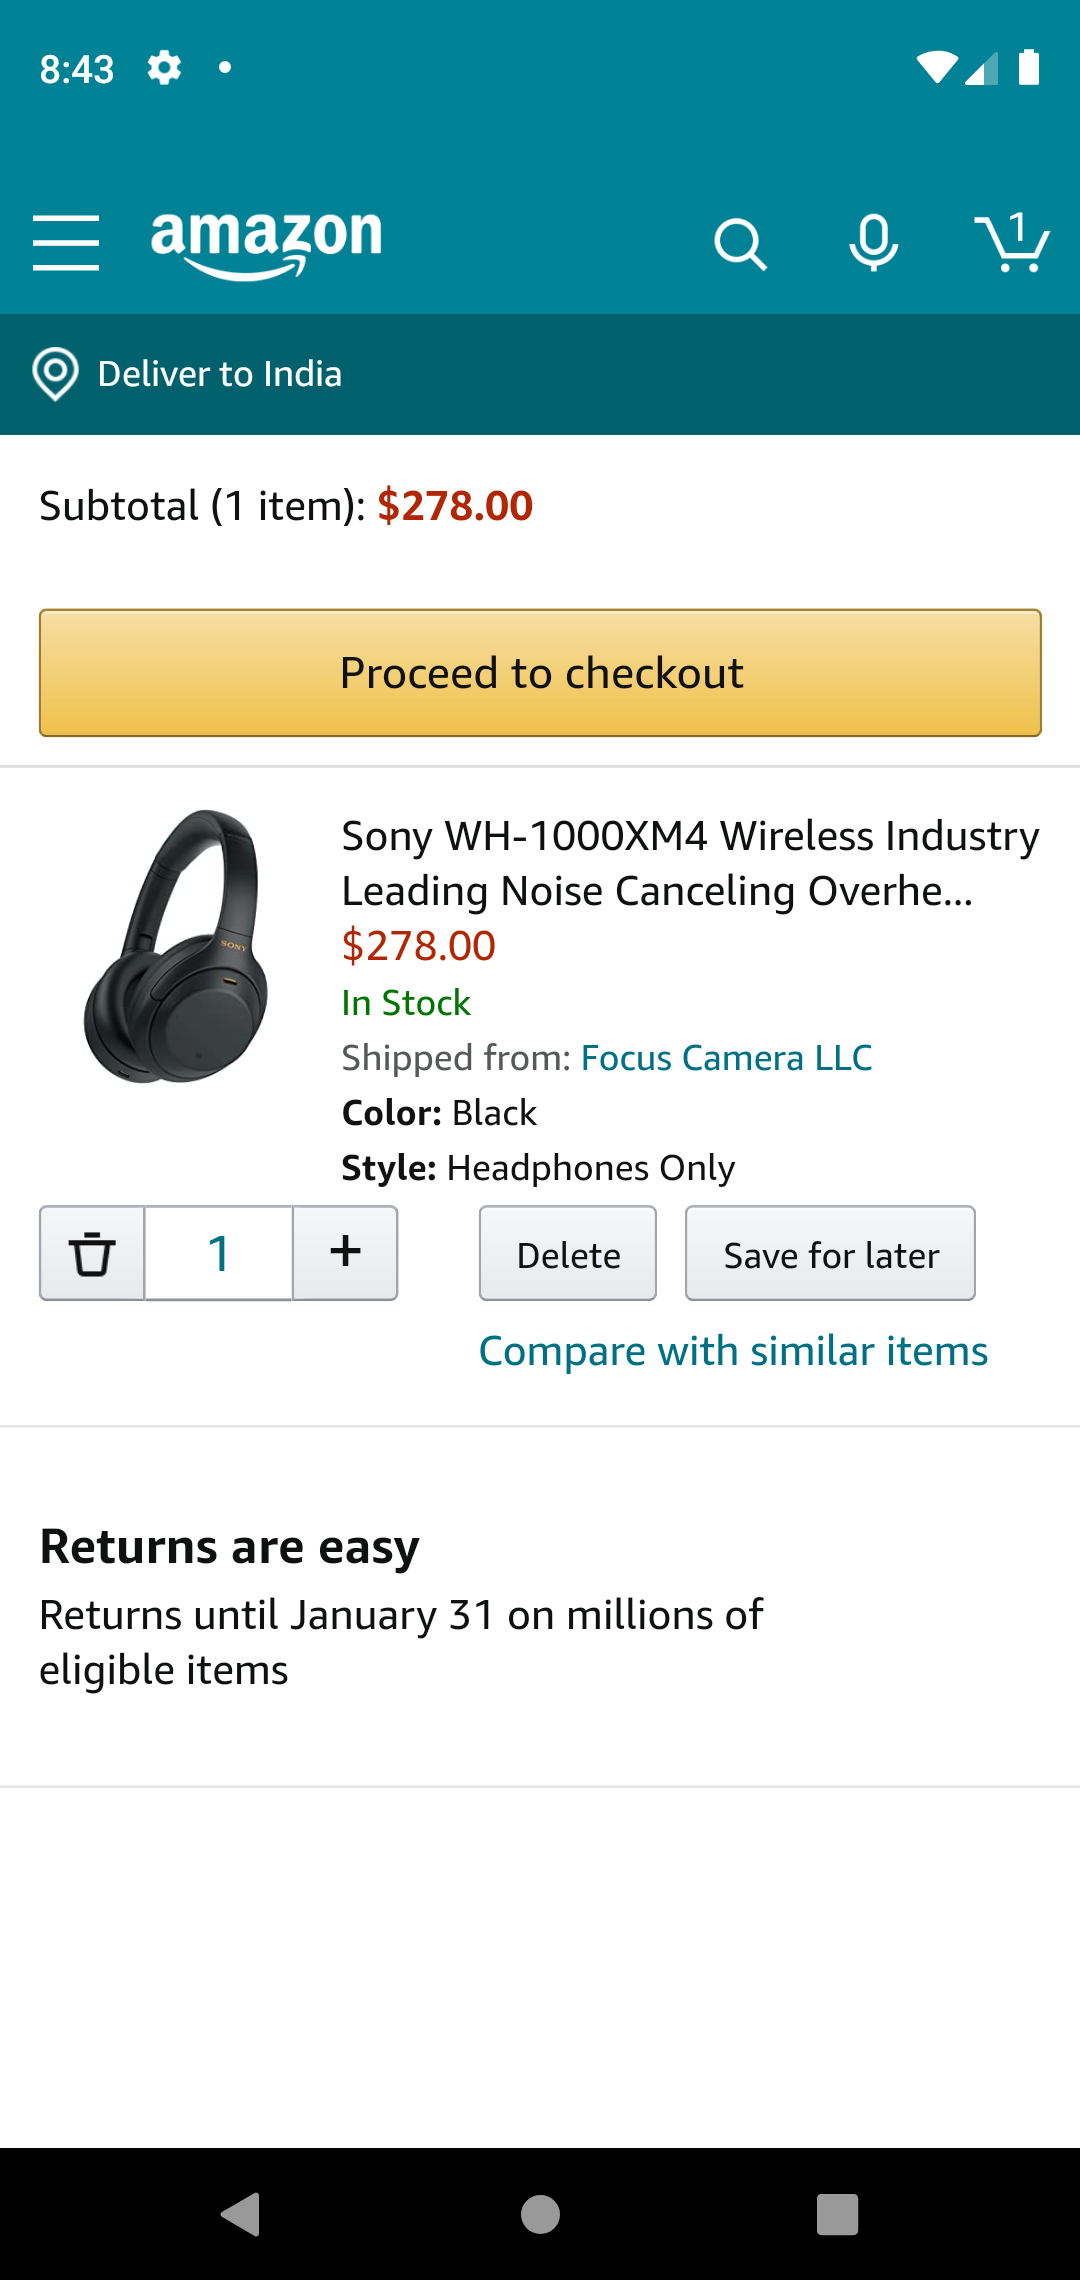 8:43
amazon
1
Deliver to India
Subtotal (1 item): $278.00
Proceed to checkout
Sony WH-1000XM4 Wireless Industry
Leading Noise Canceling Overhe...
$278.00
In Stock
Shipped from: Focus Camera LLC
Color: Black
Style: Headphones Only
SONY
1 +
Delete
Save for later
Compare with similar items
Returns are easy
Returns until January 31 on millions of
eligible items